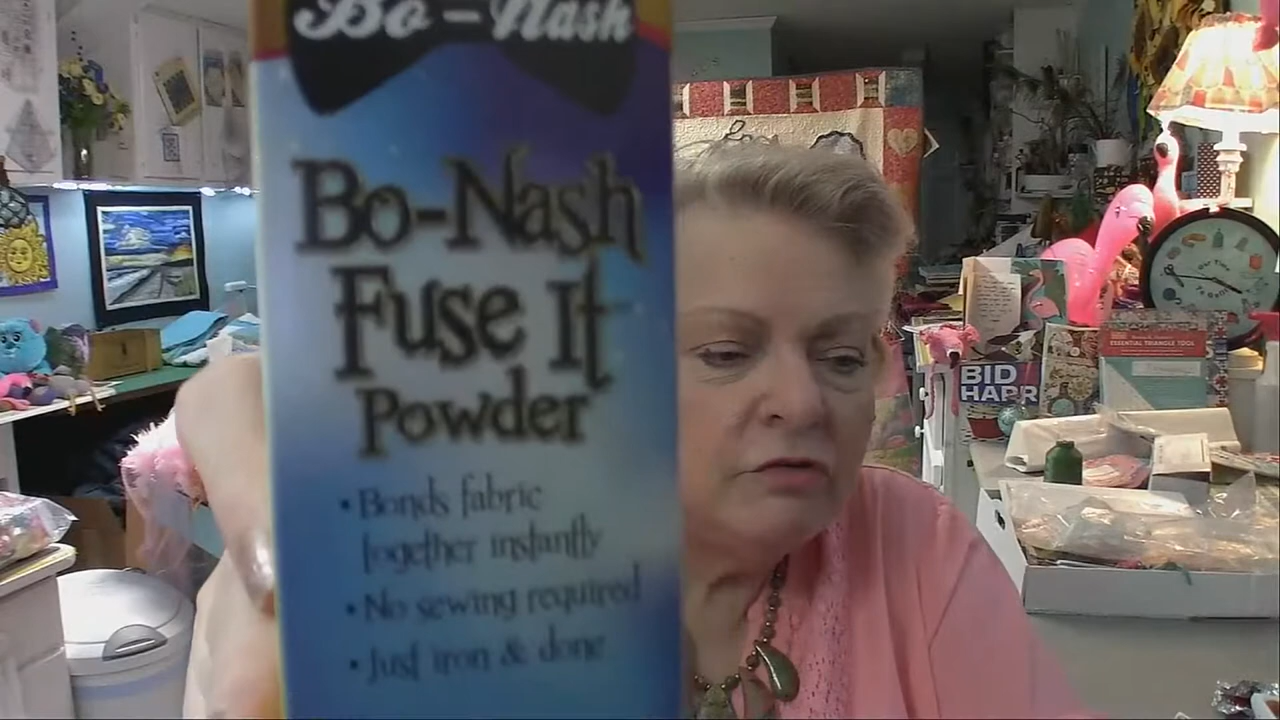 Bo-Nash
Bo-Nash
Fuse It
Powder
• Bonds fabric
together instantly
• No sewing required
• Just iron & done
BID
HAPP
ESSENTIAL TRIANGLE TOOL